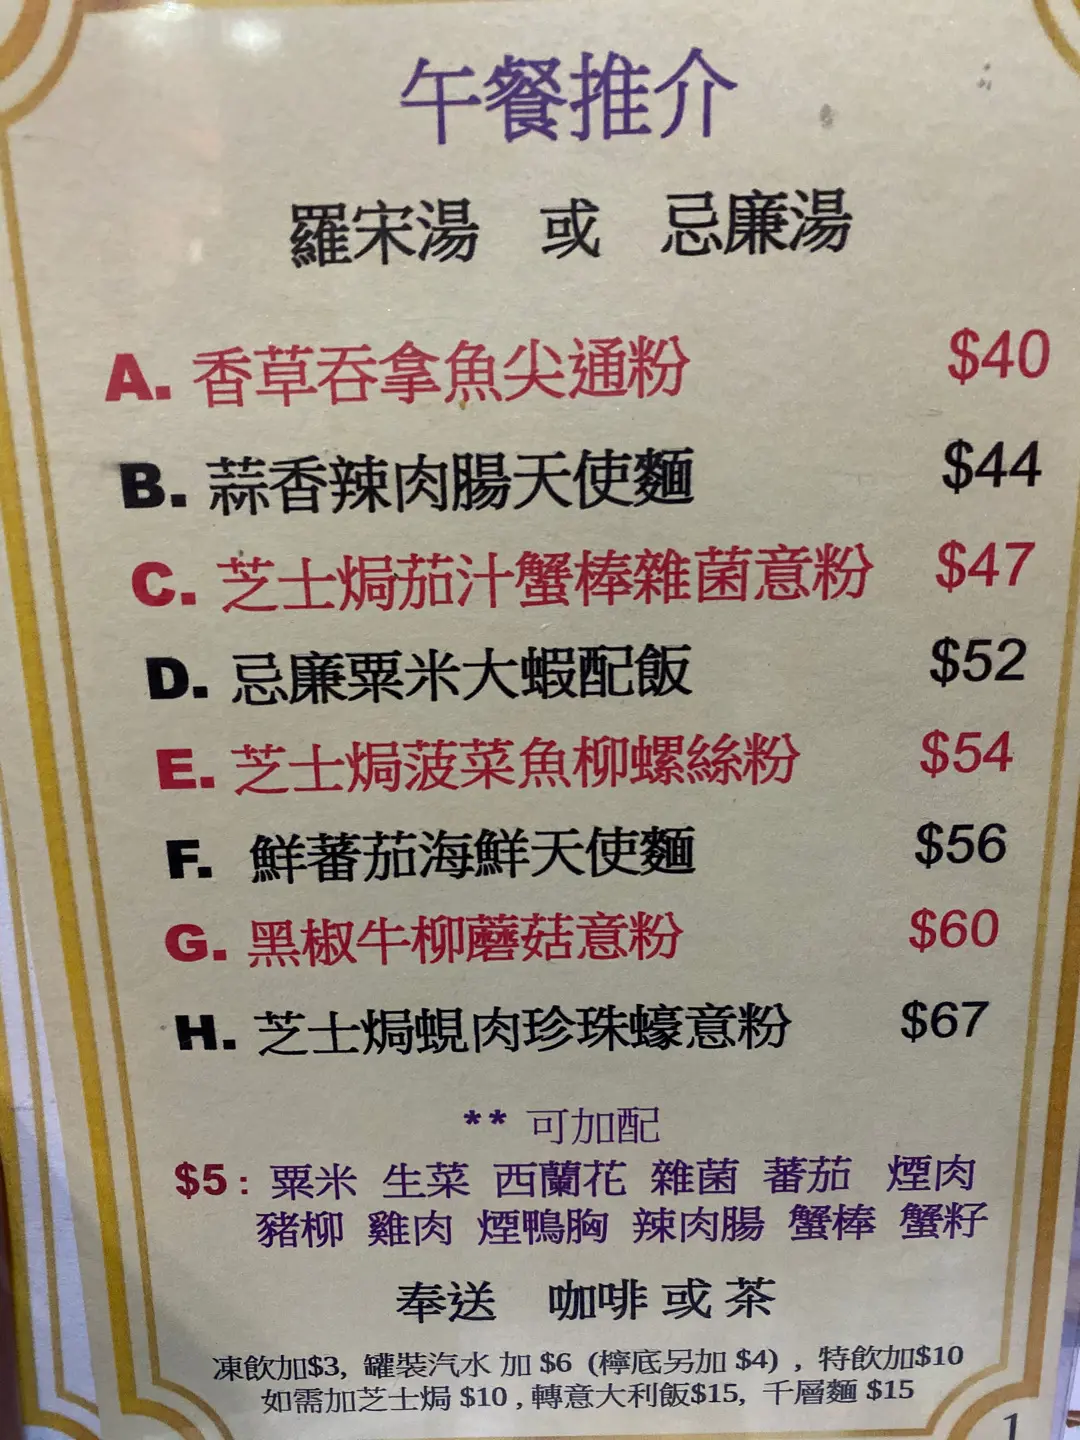 午餐推介
羅宋湯 或 忌廉湯
A. 香草吞拿魚尖通粉 $40
B. 蒜香辣肉腸天使麵 $44
C. 芝士焗茄汁蟹棒雜菌意粉 $47
D. 忌廉粟米大蝦配飯 $52
E. 芝士焗菠菜魚柳螺絲粉 $54
F. 鮮蕃茄海鮮天使麵 $56
G. 黑椒牛柳蘑菇意粉 $60
H. 芝士焗蜆肉珍珠蠔意粉 $67
** 可加配
$5 : 粟米 生菜 西蘭花 雜菌 蕃茄 煙肉
豬柳 雞肉 煙鴨胸 辣肉腸 蟹棒 蟹籽
奉送 咖啡 或 茶
凍飲加$3, 罐裝汽水 加 $6 (檸底另加 $4) , 特飲加$10
如需加芝士焗 $10 , 轉意大利飯$15, 千層麵 $15
1